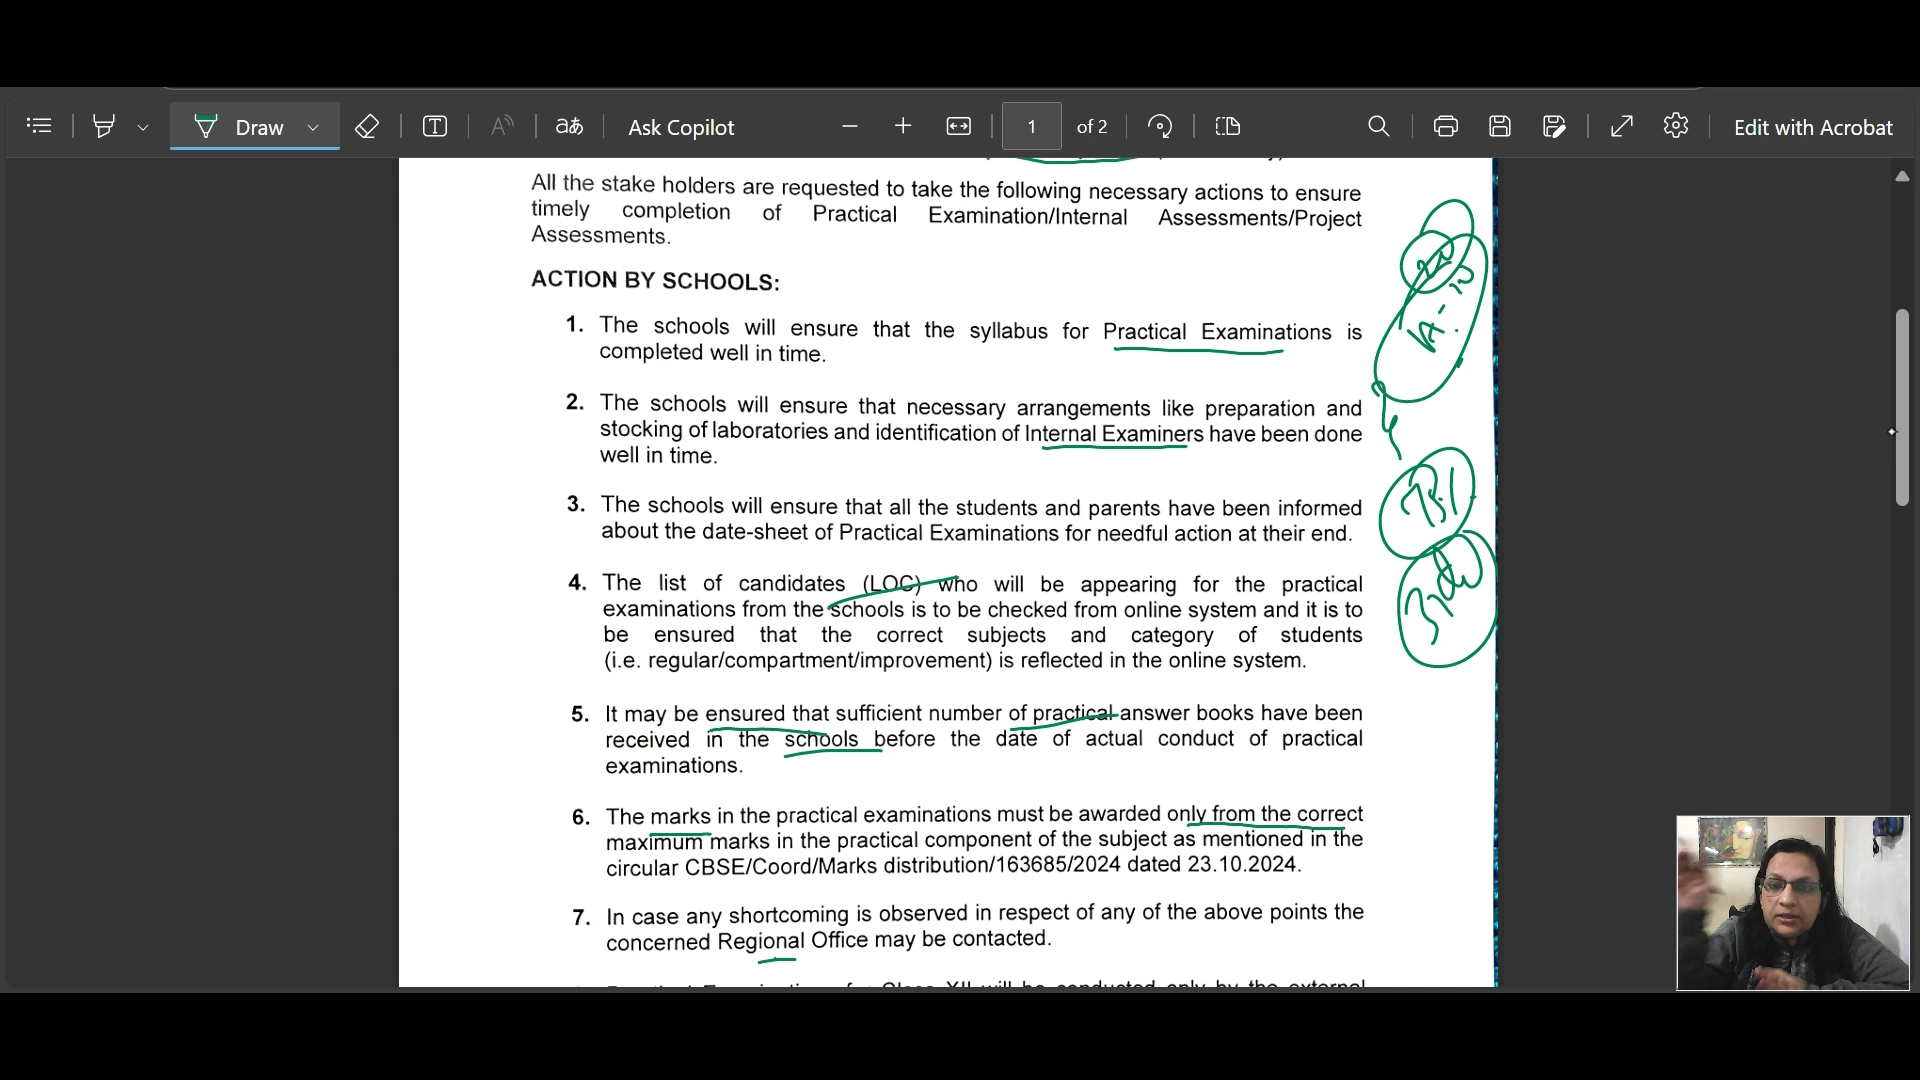 Draw
Ask Copilot
1 of 2
Edit with Acrobat
All the stake holders are requested to take the following necessary actions to ensure
timely completion of Practical Examination/Internal Assessments/Project
Assessments.
ACTION BY SCHOOLS:
1. The schools will ensure that the syllabus for Practical Examinations is
completed well in time.
2. The schools will ensure that necessary arrangements like preparation and
stocking of laboratories and identification of Internal Examiners have been done
well in time.
3. The schools will ensure that all the students and parents have been informed
about the date-sheet of Practical Examinations for needful action at their end.
4. The list of candidates (LOC) who will be appearing for the practical
examinations from the schools is to be checked from online system and it is to
be ensured that the correct subjects and category of students
(i.e. regular/compartment/improvement) is reflected in the online system.
5. It may be ensured that sufficient number of practical answer books have been
received in the schools before the date of actual conduct of practical
examinations.
6. The marks in the practical examinations must be awarded only from the correct
maximum marks in the practical component of the subject as mentioned in the
circular CBSE/Coord/Marks distribution/163685/2024 dated 23.10.2024.
7. In case any shortcoming is observed in respect of any of the above points the
concerned Regional Office may be contacted.
Class XII will be conducted only by the external